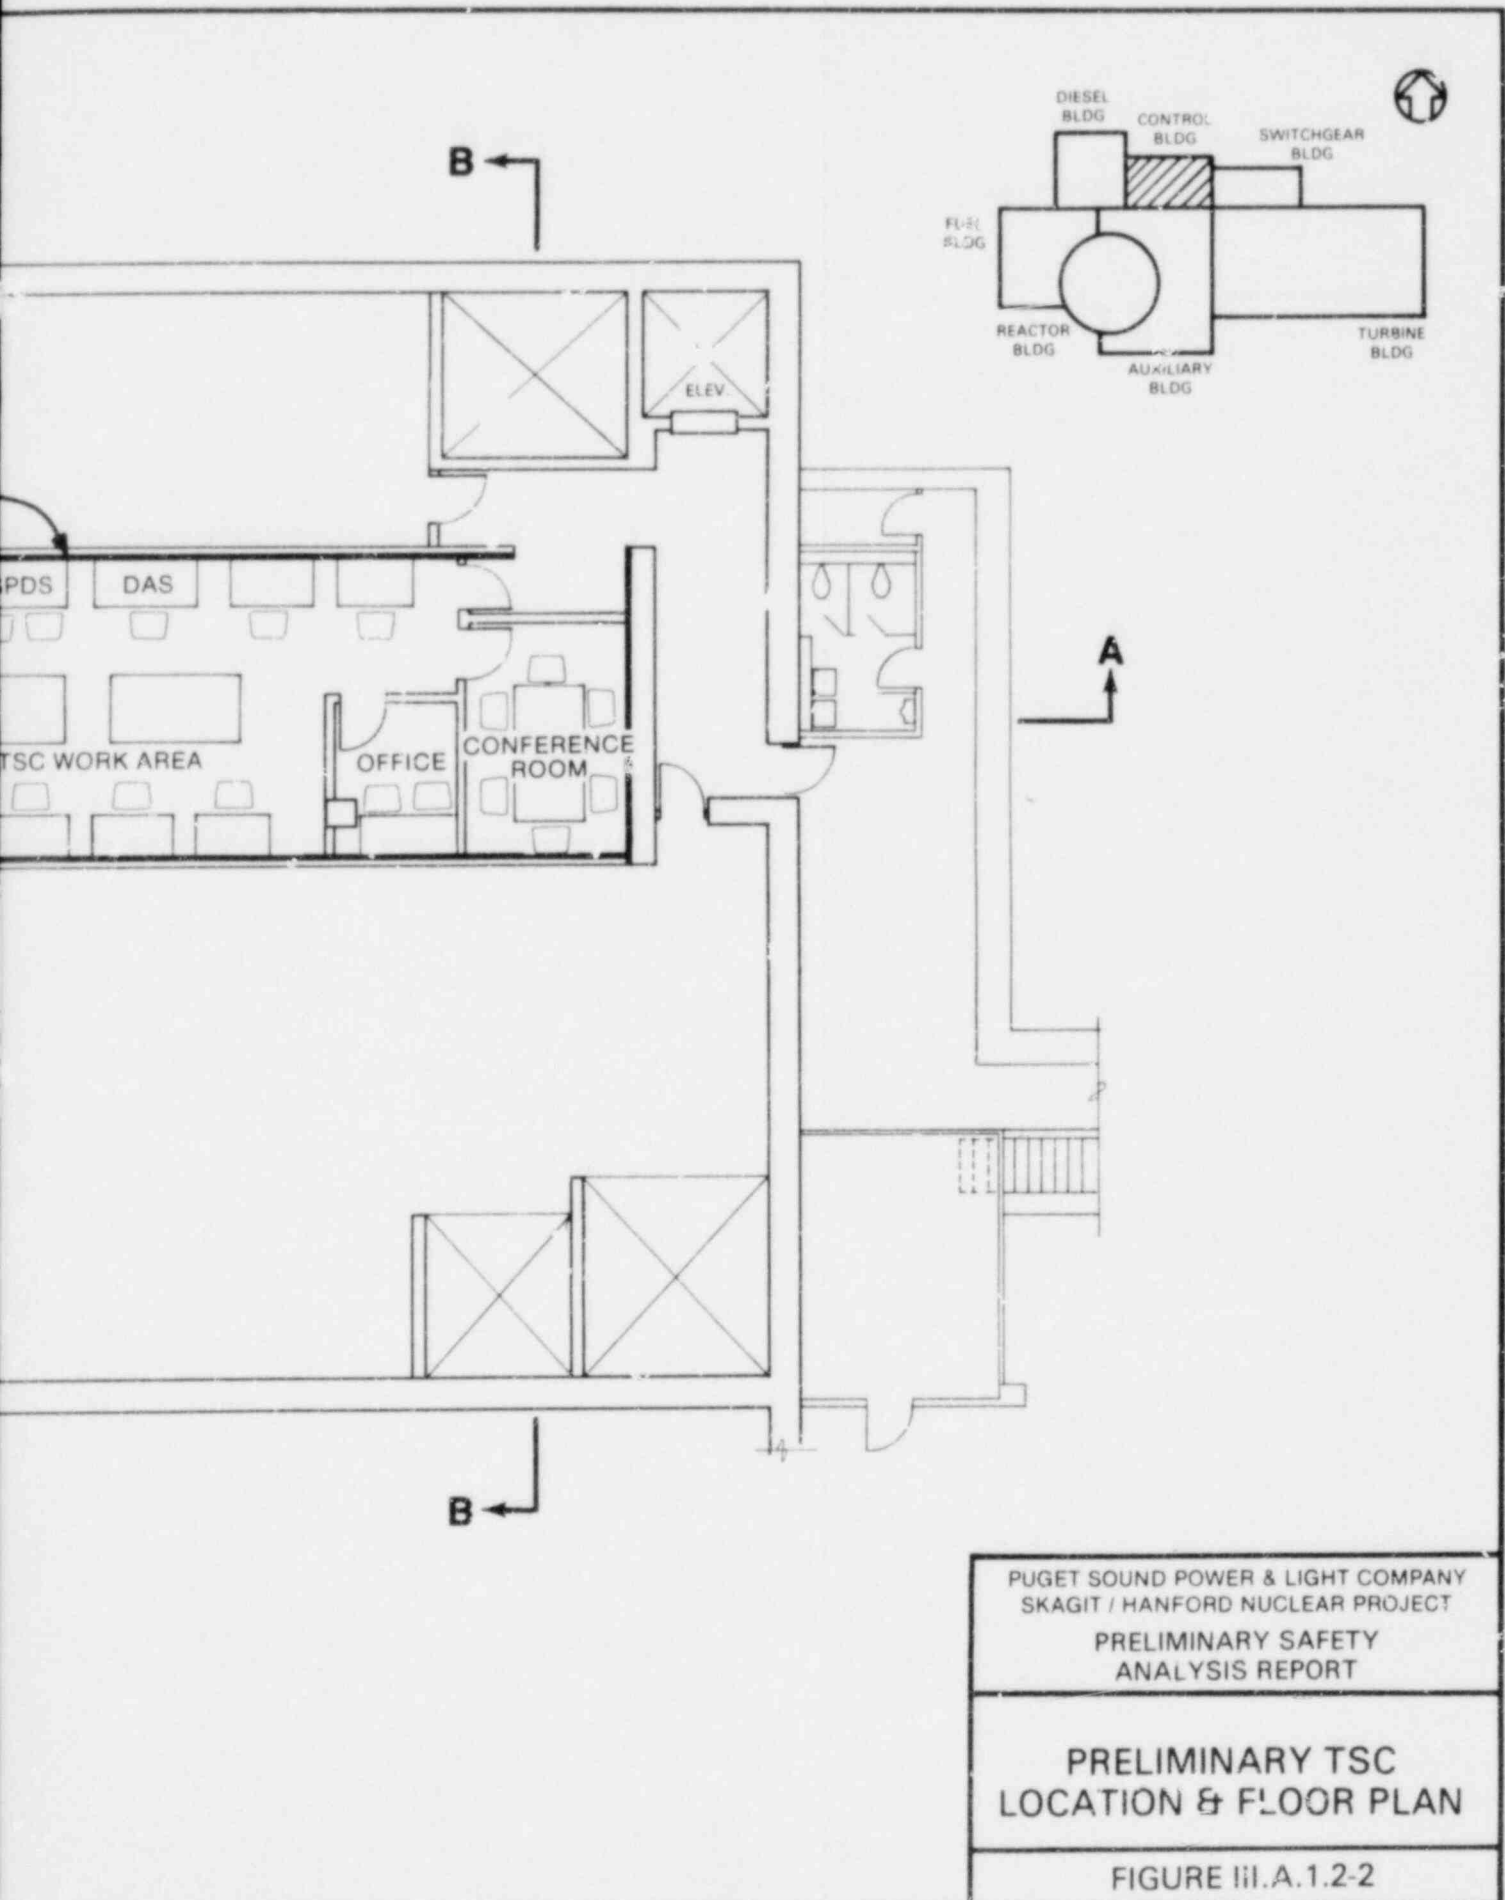 DIESEL
BLDG
CONTROL
BLDG
SWITCHGEAR
BLDG
FUEL
BLDG
REACTOR
BLDG
AUXILIARY
BLDG
TURBINE
BLDG
B
ELEV.
SPDS
DAS
A
TSC WORK AREA
OFFICE
CONFERENCE
ROOM
B
PUGET SOUND POWER & LIGHT COMPANY
SKAGIT / HANFORD NUCLEAR PROJECT
PRELIMINARY SAFETY
ANALYSIS REPORT
PRELIMINARY TSC
LOCATION & FLOOR PLAN
FIGURE III.A.1.2-2